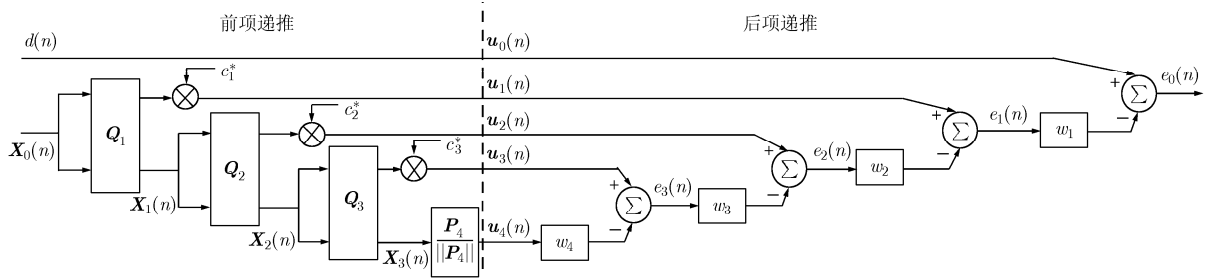 前项递推
后项递推
d(n)
u₀(n)
e₀(n)
c₁*
u₁(n)
+
−
Σ
Q₁
X₀(n)
c₂*
u₂(n)
+
−
Σ
e₁(n)
w₁
Q₂
X₁(n)
c₃*
u₃(n)
+
−
Σ
e₂(n)
w₂
Q₃
X₂(n)
+
−
Σ
e₃(n)
w₃
X₃(n)
P₄
||P₄||
u₄(n)
w₄